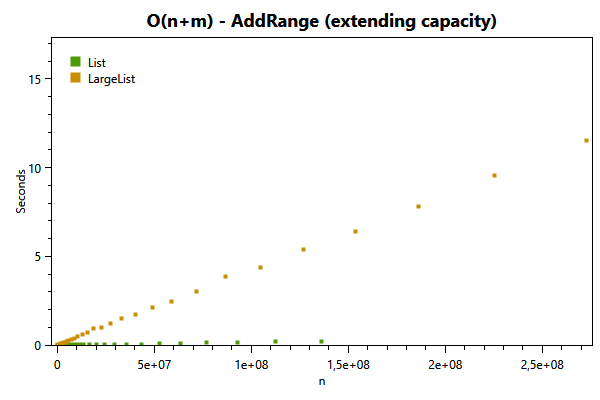 O(n+m) - AddRange (extending capacity)
List
LargeList
15
10
5
0
Seconds
0
5e+07
1e+08
1,5e+08
2e+08
2,5e+08
n